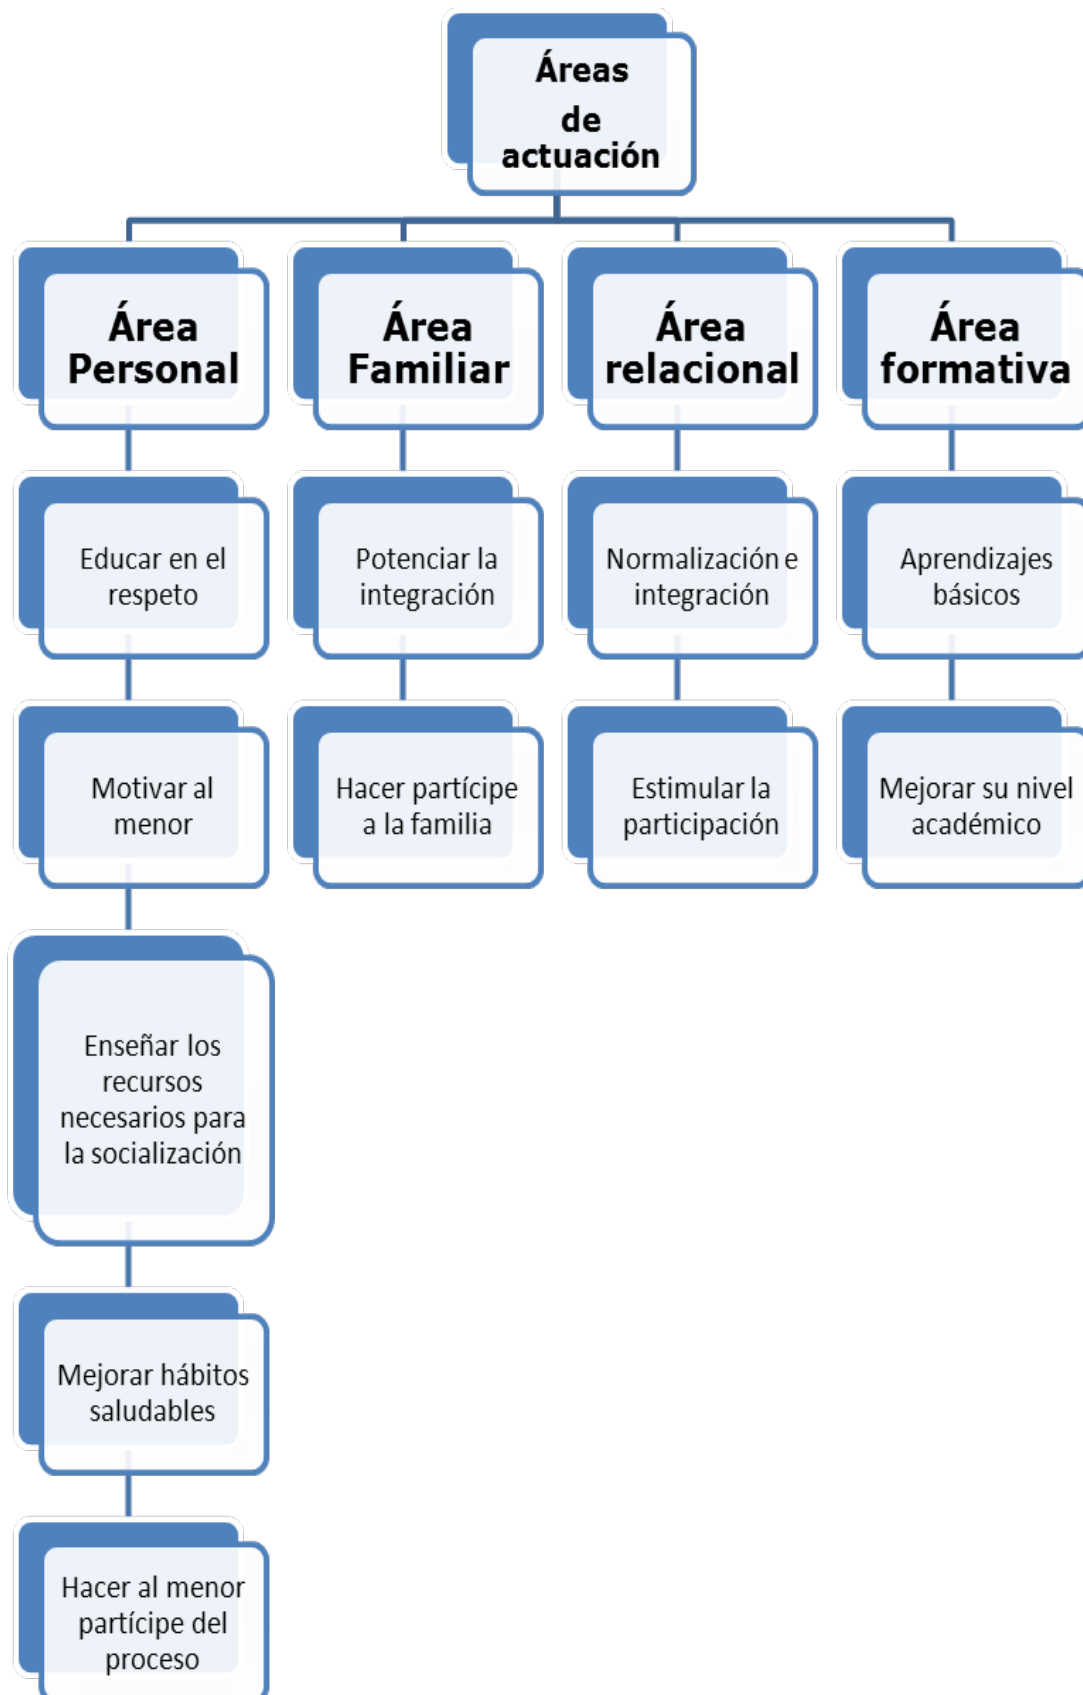 Áreas
de
actuación
Área
Personal
Área
Familiar
Área
relacional
Área
formativa
Educar en el
respeto
Potenciar la
integración
Normalización e
integración
Aprendizajes
básicos
Motivar al
menor
Hacer partícipe
a la familia
Estimular la
participación
Mejorar su nivel
académico
Enseñar los
recursos
necesarios para
la socialización
Mejorar hábitos
saludables
Hacer al menor
partícipe del
proceso